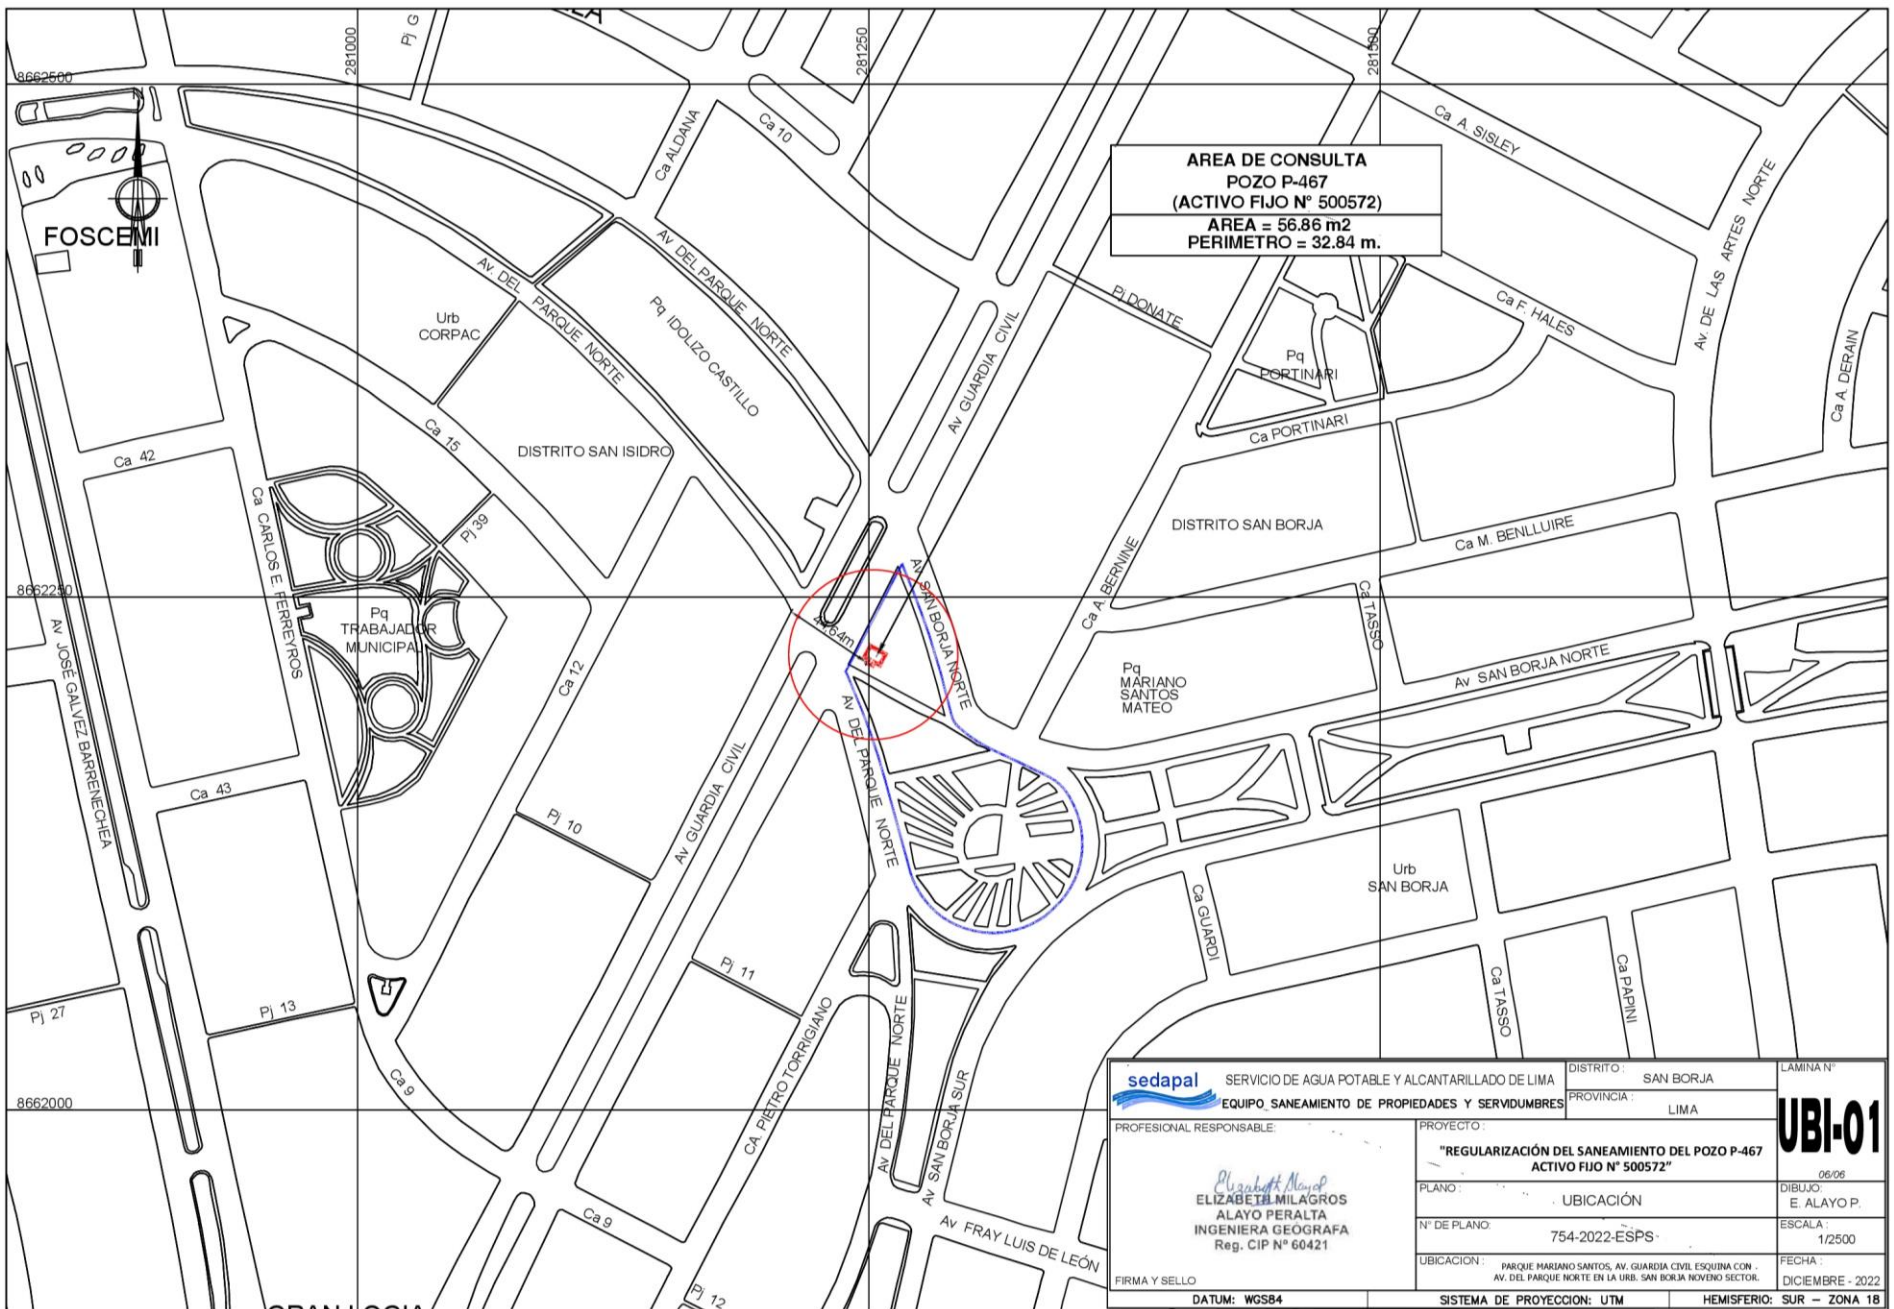 281000
281250
281500
8662500
Pj G
Ca ALDANA
Ca 10
Ca A. SISLEY
AREA DE CONSULTA
POZO P-467
(ACTIVO FIJO N° 500572)
AREA = 56.86 m2
PERIMETRO = 32.84 m.
FOSCEMI
N
Av. DEL PARQUE NORTE
Av DEL PARQUE NORTE
Urb
CORPAC
Pq IDOLIZO CASTILLO
Av GUARDIA CIVIL
Pj DONATE
Ca F. HALES
Av. DE LAS ARTES NORTE
Ca A. DERAIN
Pq
PORTINARI
Ca PORTINARI
Ca 15
Ca 42
DISTRITO SAN ISIDRO
Ca CARLOS E. FERREYROS
Pj 39
DISTRITO SAN BORJA
Ca M. BENLLUIRE
Ca A. BERNINE
Ca TASSO
8662250
Av SAN BORJA NORTE
Pq
TRABAJADOR
MUNICIPAL
44.64m
Av JOSÉ GALVEZ BARRENECHEA
Ca 12
Pq
MARIANO
SANTOS
MATEO
Av SAN BORJA NORTE
Av DEL PARQUE NORTE
Av GUARDIA CIVIL
Ca 43
Pj 10
Urb
SAN BORJA
Ca GUARDI
Pj 11
Ca TASSO
Ca PAPINI
Pj 27
Pj 13
CA. PIETRO TORRIGIANO
Av DEL PARQUE NORTE
Av SAN BORJA SUR
Ca 9
8662000
Ca 9
Av FRAY LUIS DE LEÓN
Pj 12
sedapal
SERVICIO DE AGUA POTABLE Y ALCANTARILLADO DE LIMA
EQUIPO SANEAMIENTO DE PROPIEDADES Y SERVIDUMBRES
DISTRITO : SAN BORJA
PROVINCIA : LIMA
LAMINA N°
UBI-01
06/06
PROFESIONAL RESPONSABLE:
ELIZABETH MILAGROS
ALAYO PERALTA
INGENIERA GEÓGRAFA
Reg. CIP N° 60421
FIRMA Y SELLO
PROYECTO :
"REGULARIZACIÓN DEL SANEAMIENTO DEL POZO P-467
ACTIVO FIJO N° 500572"
PLANO : UBICACIÓN
N° DE PLANO: 754-2022-ESPS
UBICACION : PARQUE MARIANO SANTOS, AV. GUARDIA CIVIL ESQUINA CON
AV. DEL PARQUE NORTE EN LA URB. SAN BORJA NOVENO SECTOR.
DIBUJO:
E. ALAYO P.
ESCALA :
1/2500
FECHA :
DICIEMBRE - 2022
DATUM: WGS84
SISTEMA DE PROYECCION: UTM
HEMISFERIO: SUR – ZONA 18